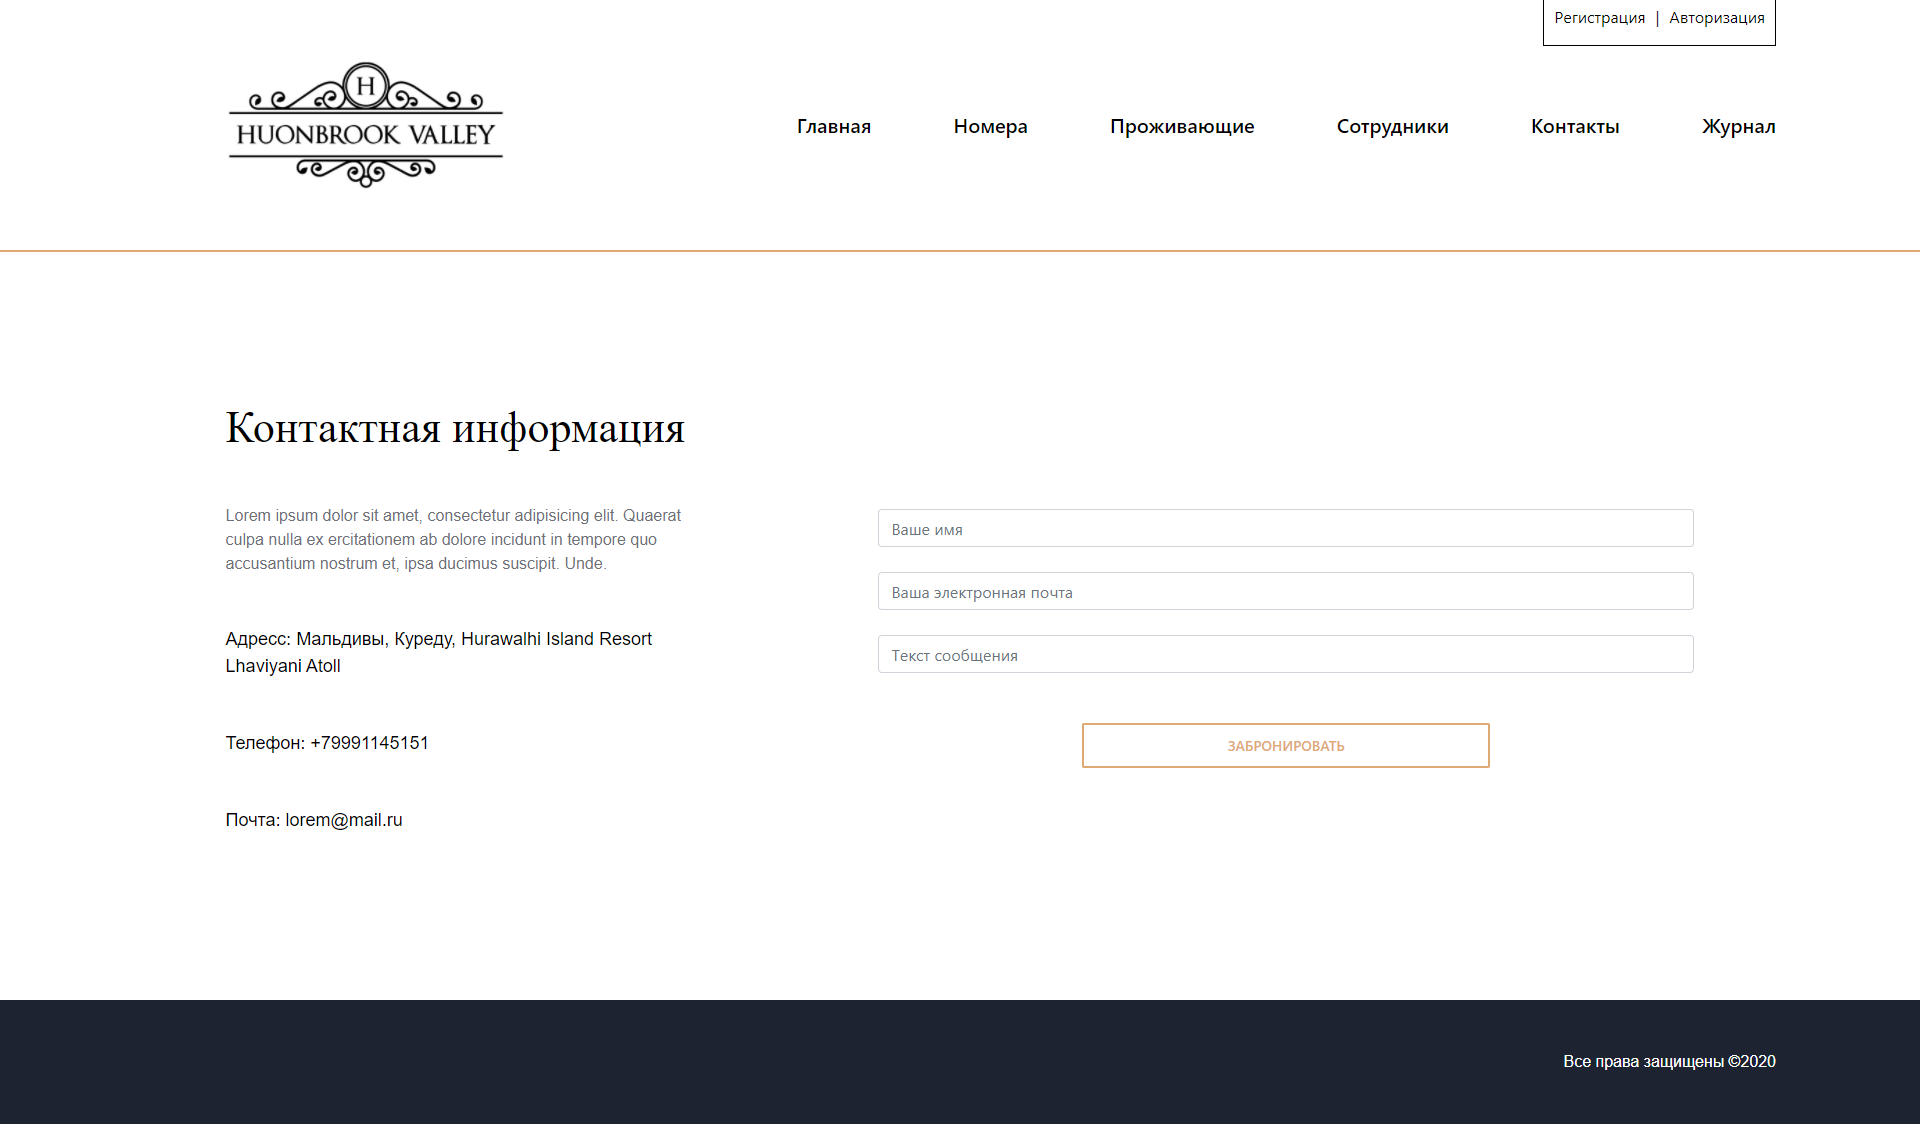 Регистрация | Авторизация
H
HUONBROOK VALLEY
Главная Номера Проживающие Сотрудники Контакты Журнал
Контактная информация
Lorem ipsum dolor sit amet, consectetur adipisicing elit. Quaerat
culpa nulla ex ercitationem ab dolore incidunt in tempore quo
accusantium nostrum et, ipsa ducimus suscipit. Unde.
Адресс: Мальдивы, Куреду, Hurawalhi Island Resort
Lhaviyani Atoll
Телефон: +79991145151
Почта: lorem@mail.ru
Ваше имя
Ваша электронная почта
Текст сообщения
ЗАБРОНИРОВАТЬ
Все права защищены ©2020